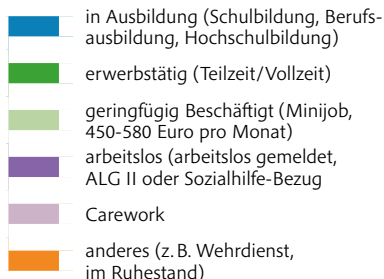 in Ausbildung (Schulbildung, Berufs-
ausbildung, Hochschulbildung)
erwerbstätig (Teilzeit/Vollzeit)
geringfügig Beschäftigt (Minijob,
450-580 Euro pro Monat)
arbeitslos (arbeitslos gemeldet,
ALG II oder Sozialhilfe-Bezug
Carework
anderes (z. B. Wehrdienst,
im Ruhestand)